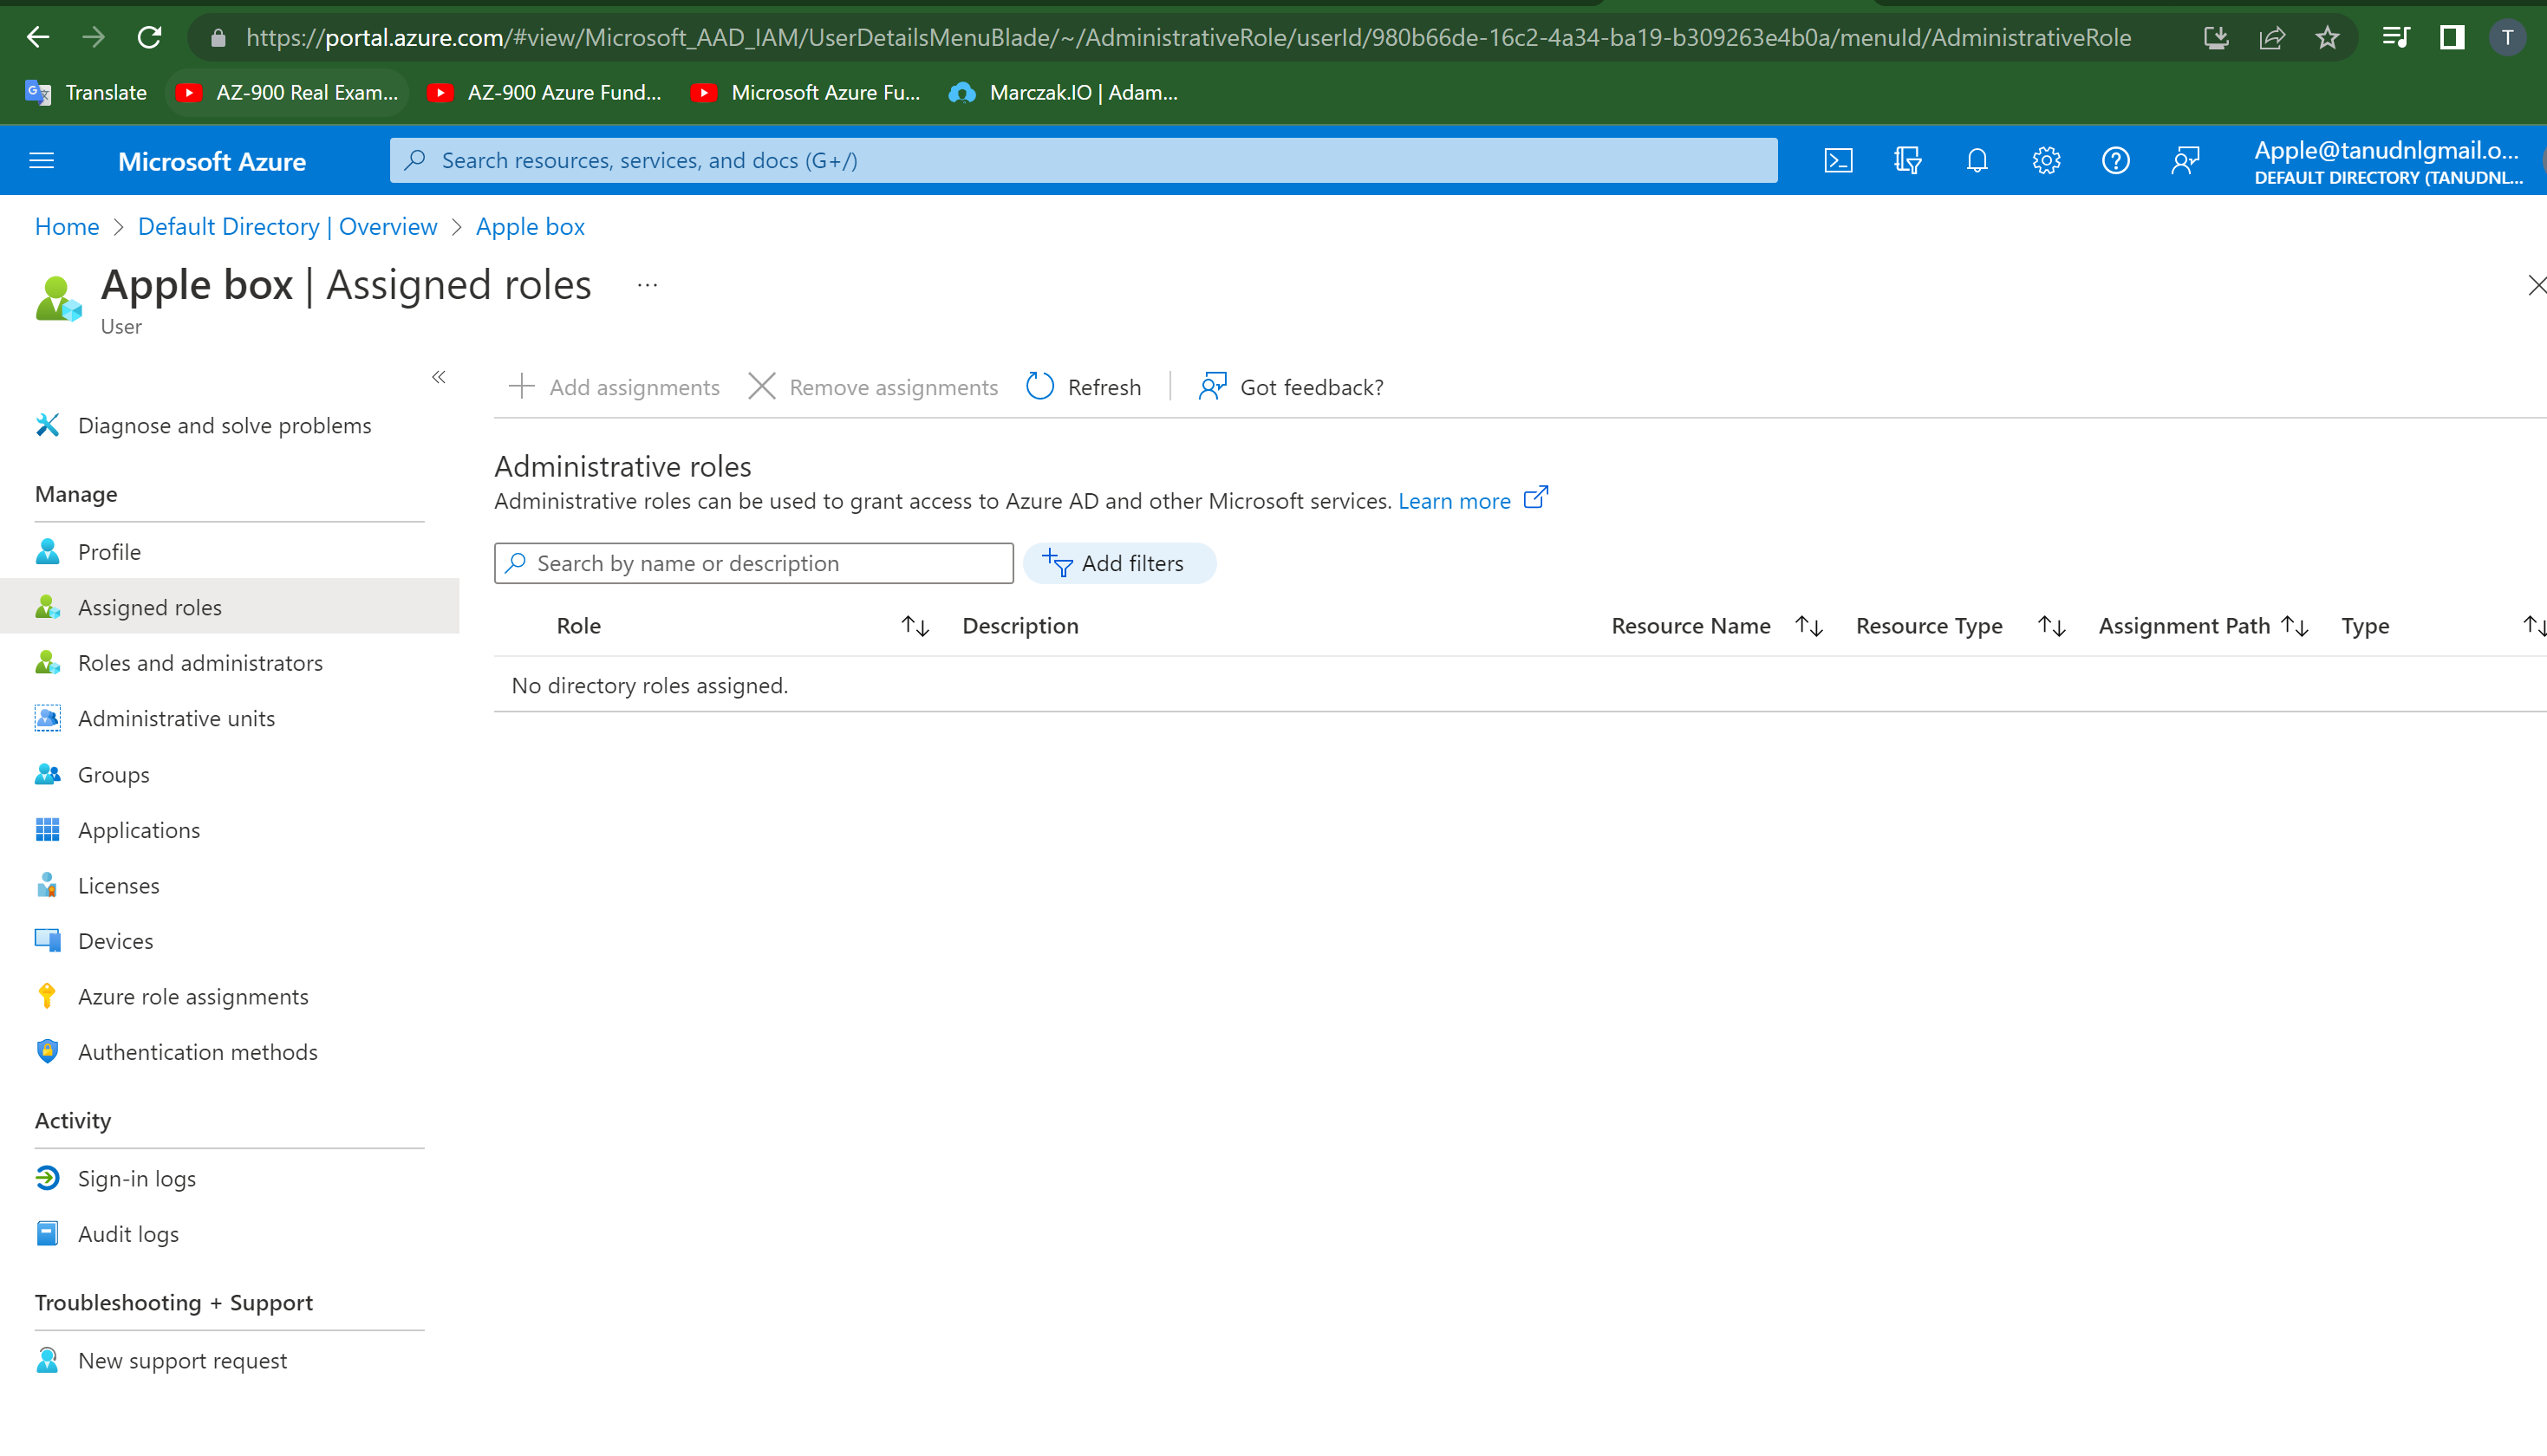 https://portal.azure.com/#view/Microsoft_AAD_IAM/UserDetailsMenuBlade/~/AdministrativeRole/userId/980b66de-16c2-4a34-ba19-b309263e4b0a/menuId/AdministrativeRole
T
Translate
AZ-900 Real Exam...
AZ-900 Azure Fund...
Microsoft Azure Fu...
Marczak.IO | Adam...
Microsoft Azure
Search resources, services, and docs (G+/)
Apple@tanudnlgmail.o...
DEFAULT DIRECTORY (TANUDNL...
Home > Default Directory | Overview > Apple box
Apple box | Assigned roles ...
User
«
Diagnose and solve problems
Manage
Profile
Assigned roles
Roles and administrators
Administrative units
Groups
Applications
Licenses
Devices
Azure role assignments
Authentication methods
Activity
Sign-in logs
Audit logs
Troubleshooting + Support
New support request
Add assignments
Remove assignments
Refresh
Got feedback?
Administrative roles
Administrative roles can be used to grant access to Azure AD and other Microsoft services. Learn more
Search by name or description
Add filters
Role
Description
Resource Name
Resource Type
Assignment Path
Type
No directory roles assigned.